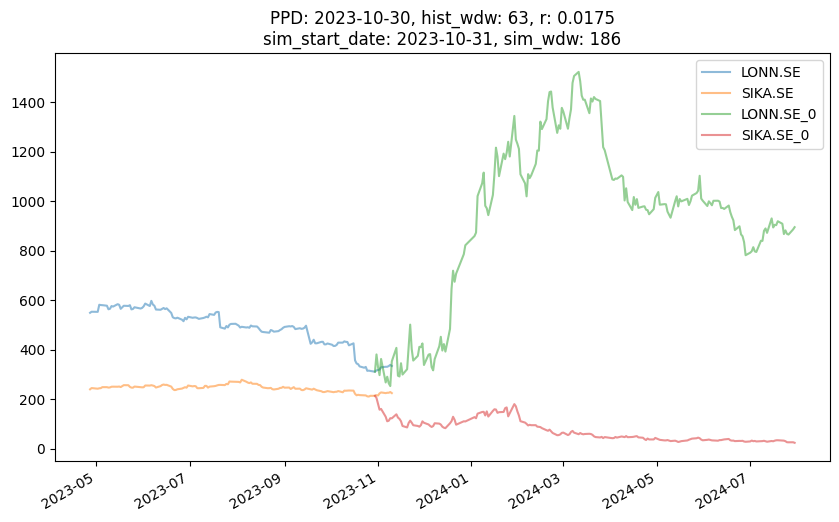 PPD: 2023-10-30, hist_wdw: 63, r: 0.0175
sim_start_date: 2023-10-31, sim_wdw: 186
LONN.SE
SIKA.SE
LONN.SE_0
SIKA.SE_0
1400
1200
1000
800
600
400
200
0
2023-05
2023-07
2023-09
2023-11
2024-01
2024-03
2024-05
2024-07